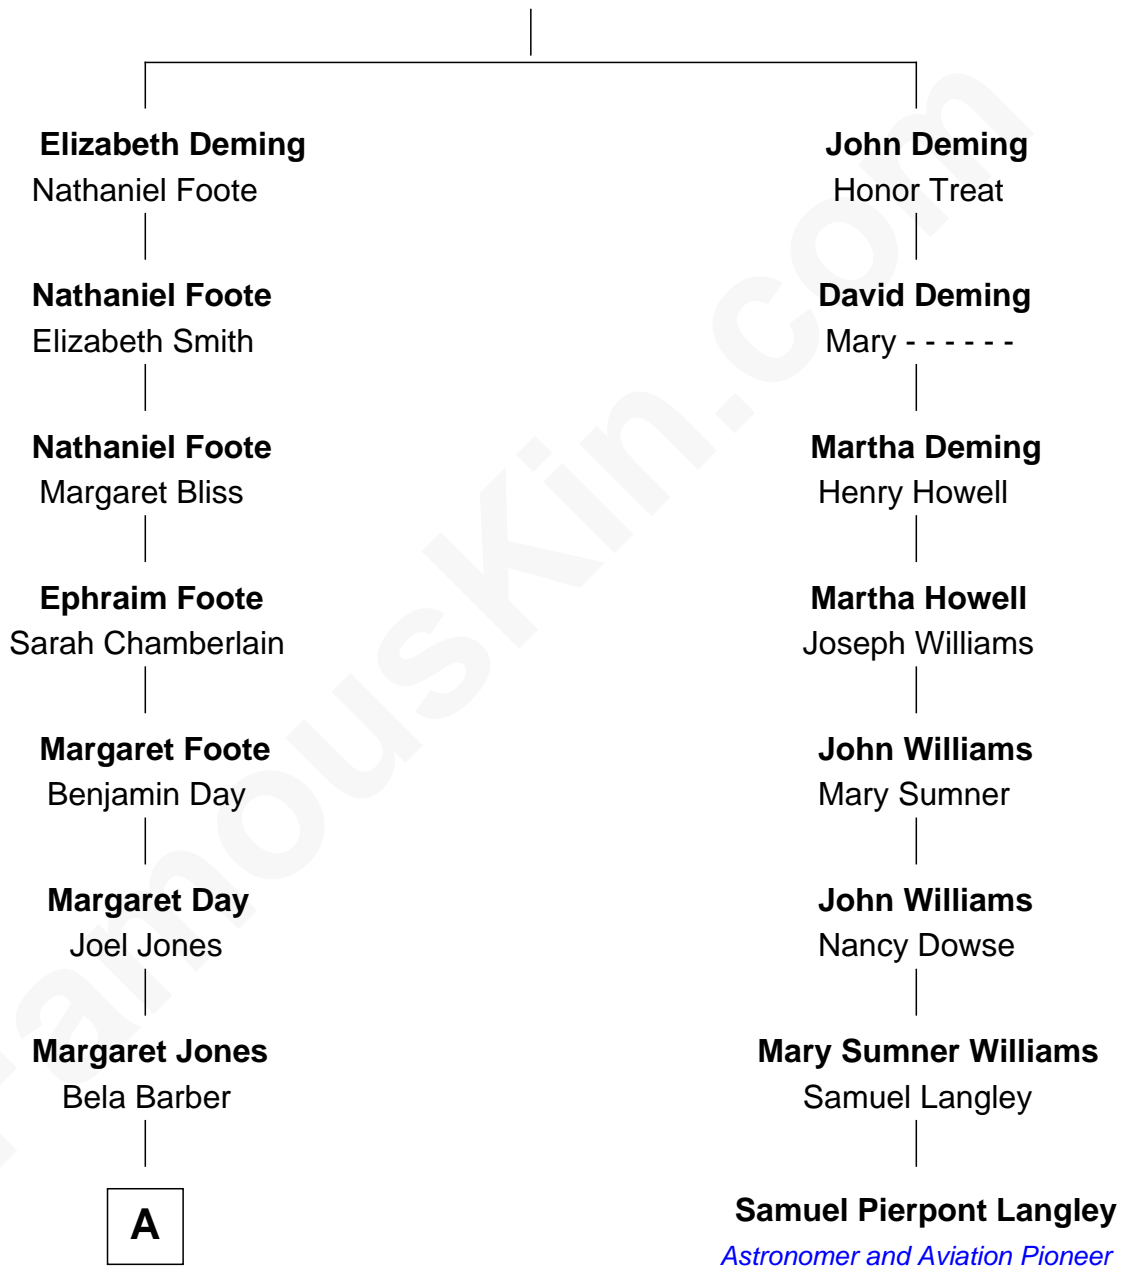 Elizabeth Deming
Nathaniel Foote
Nathaniel Foote
Elizabeth Smith
Nathaniel Foote
Margaret Bliss
Ephraim Foote
Sarah Chamberlain
Margaret Foote
Benjamin Day
Margaret Day
Joel Jones
Margaret Jones
Bela Barber
A
John Deming
Honor Treat
David Deming
Mary - - - - - -
Martha Deming
Henry Howell
Martha Howell
Joseph Williams
John Williams
Mary Sumner
John Williams
Nancy Dowse
Mary Sumner Williams
Samuel Langley
Samuel Pierpont Langley
Astronomer and Aviation Pioneer
FamousKin.com